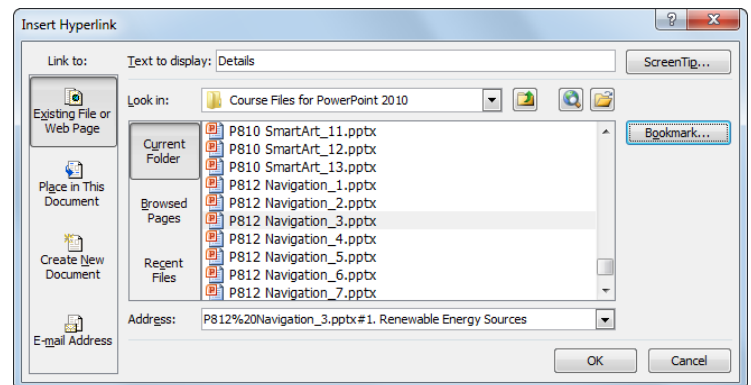 Insert Hyperlink
Link to:
Text to display: Details
ScreenTip...
Existing File or
Web Page
Look in: Course Files for PowerPoint 2010
Bookmark...
Current
Folder
P810 SmartArt_11.pptx
P810 SmartArt_12.pptx
P810 SmartArt_13.pptx
P812 Navigation_1.pptx
P812 Navigation_2.pptx
P812 Navigation_3.pptx
P812 Navigation_4.pptx
P812 Navigation_5.pptx
P812 Navigation_6.pptx
P812 Navigation_7.pptx
Place in This
Document
Browsed
Pages
Create New
Document
Recent
Files
E-mail Address
Address: P812%20Navigation_3.pptx#1. Renewable Energy Sources
OK
Cancel